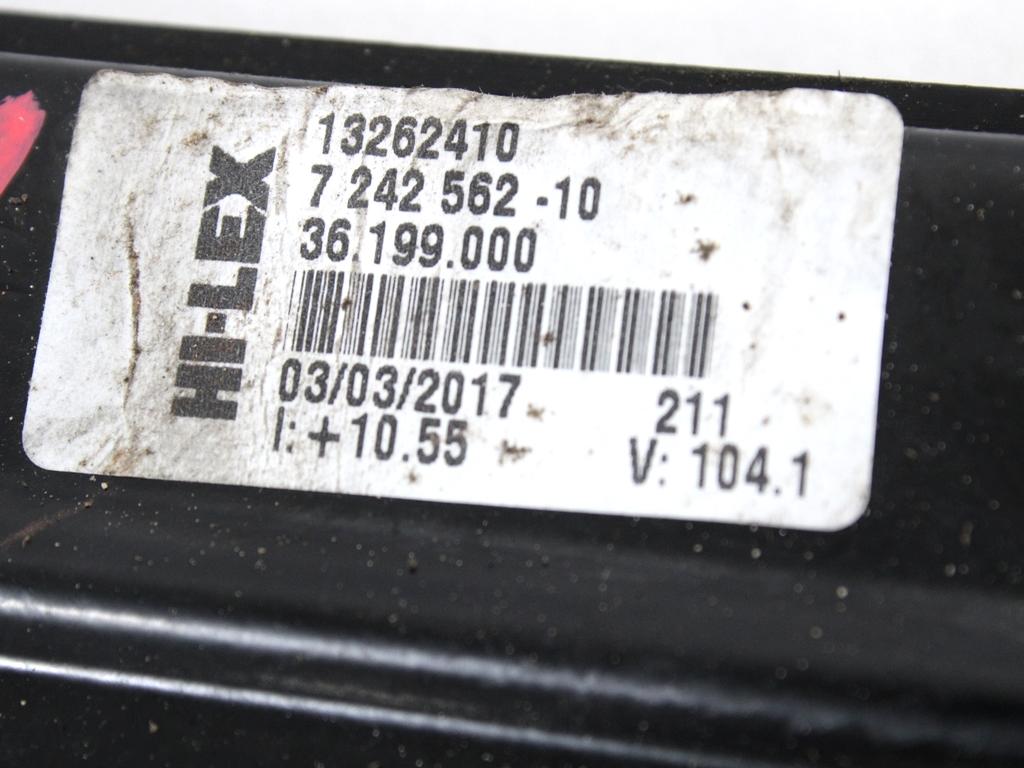 HI-LEX
13262410
7 242 562 -10
36.199.000
03/03/2017 211
I: +10.55 V: 104.1